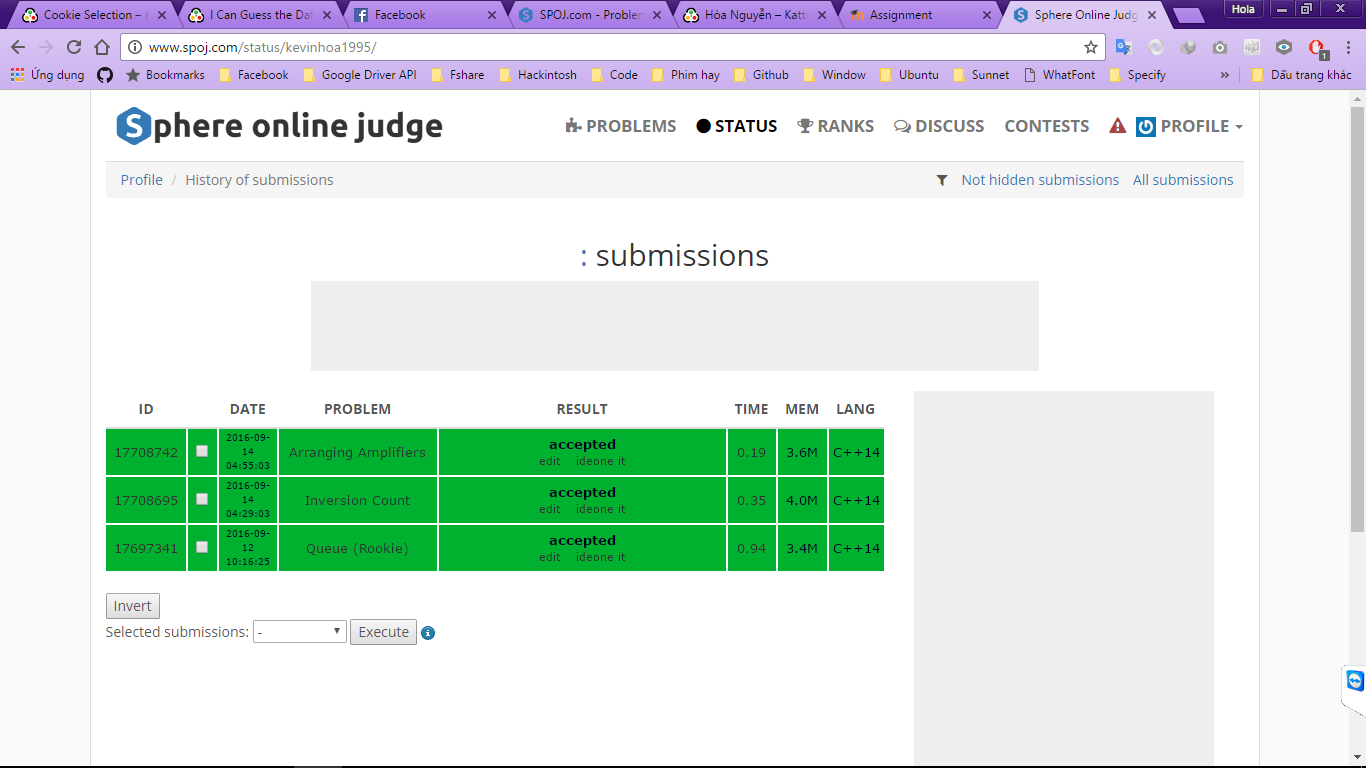 Cookie Selection –
I Can Guess the Dat
Facebook
SPOJ.com - Problem
Hòa Nguyễn – Katti
Assignment
Sphere Online Judg
Hola
www.spoj.com/status/kevinhoa1995/
1
Ứng dụng
Bookmarks
Facebook
Google Driver API
Fshare
Hackintosh
Code
Phim hay
Github
Window
Ubuntu
Sunnet
WhatFont
Specify
»
Dấu trang khác
Sphere online judge
PROBLEMS
STATUS
RANKS
DISCUSS
CONTESTS
PROFILE
Profile / History of submissions
Not hidden submissions
All submissions
: submissions
ID DATE PROBLEM RESULT TIME MEM LANG
17708742 2016-09-14 04:55:03 Arranging Amplifiers accepted edit ideone it 0.19 3.6M C++14
17708695 2016-09-14 04:29:03 Inversion Count accepted edit ideone it 0.35 4.0M C++14
17697341 2016-09-12 10:16:25 Queue (Rookie) accepted edit ideone it 0.94 3.4M C++14
Invert
Selected submissions: - Execute